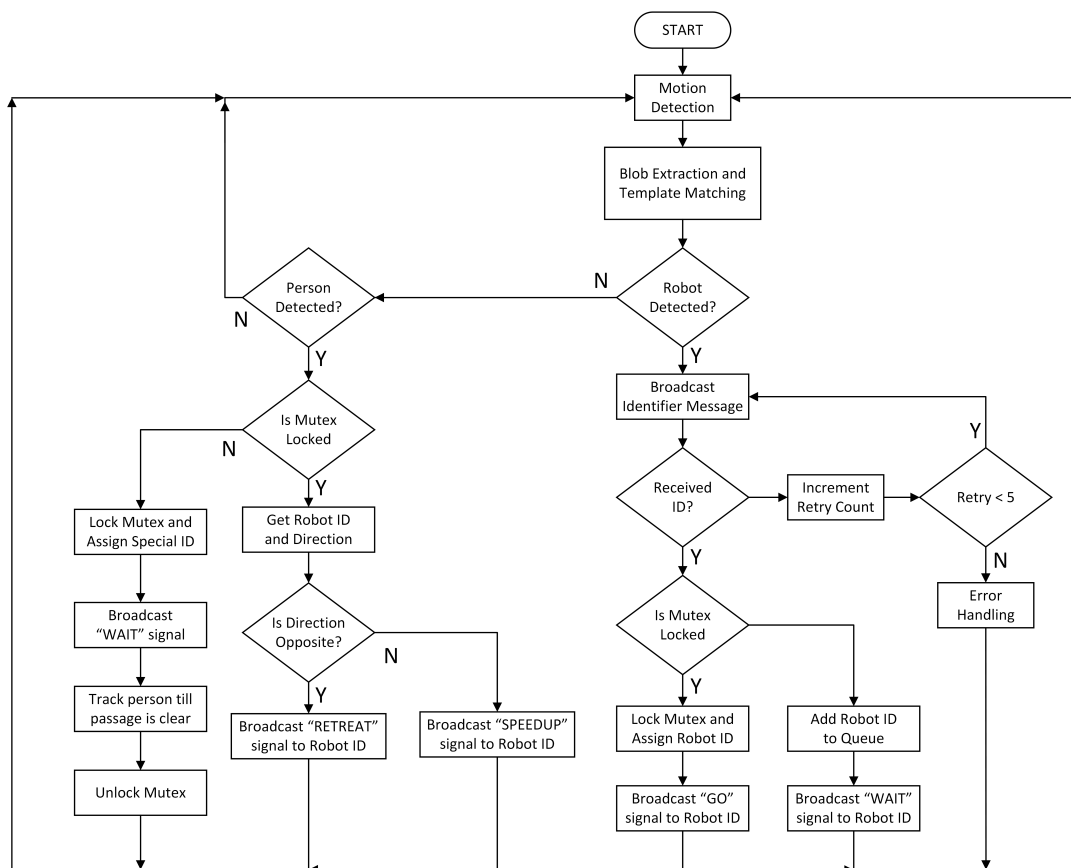 START
Motion
Detection
Blob Extraction and
Template Matching
Person
Detected?
N
Y
N
Robot
Detected?
Y
Is Mutex
Locked
N
Y
Broadcast
Identifier Message
Y
Lock Mutex and
Assign Special ID
Get Robot ID
and Direction
Received
ID?
Y
Increment
Retry Count
Retry < 5
N
Broadcast
“WAIT” signal
Is Direction
Opposite?
N
Y
Is Mutex
Locked
Y
Error
Handling
Track person till
passage is clear
Broadcast “RETREAT”
signal to Robot ID
Broadcast “SPEEDUP”
signal to Robot ID
Lock Mutex and
Assign Robot ID
Add Robot ID
to Queue
Unlock Mutex
Broadcast “GO”
signal to Robot ID
Broadcast “WAIT”
signal to Robot ID